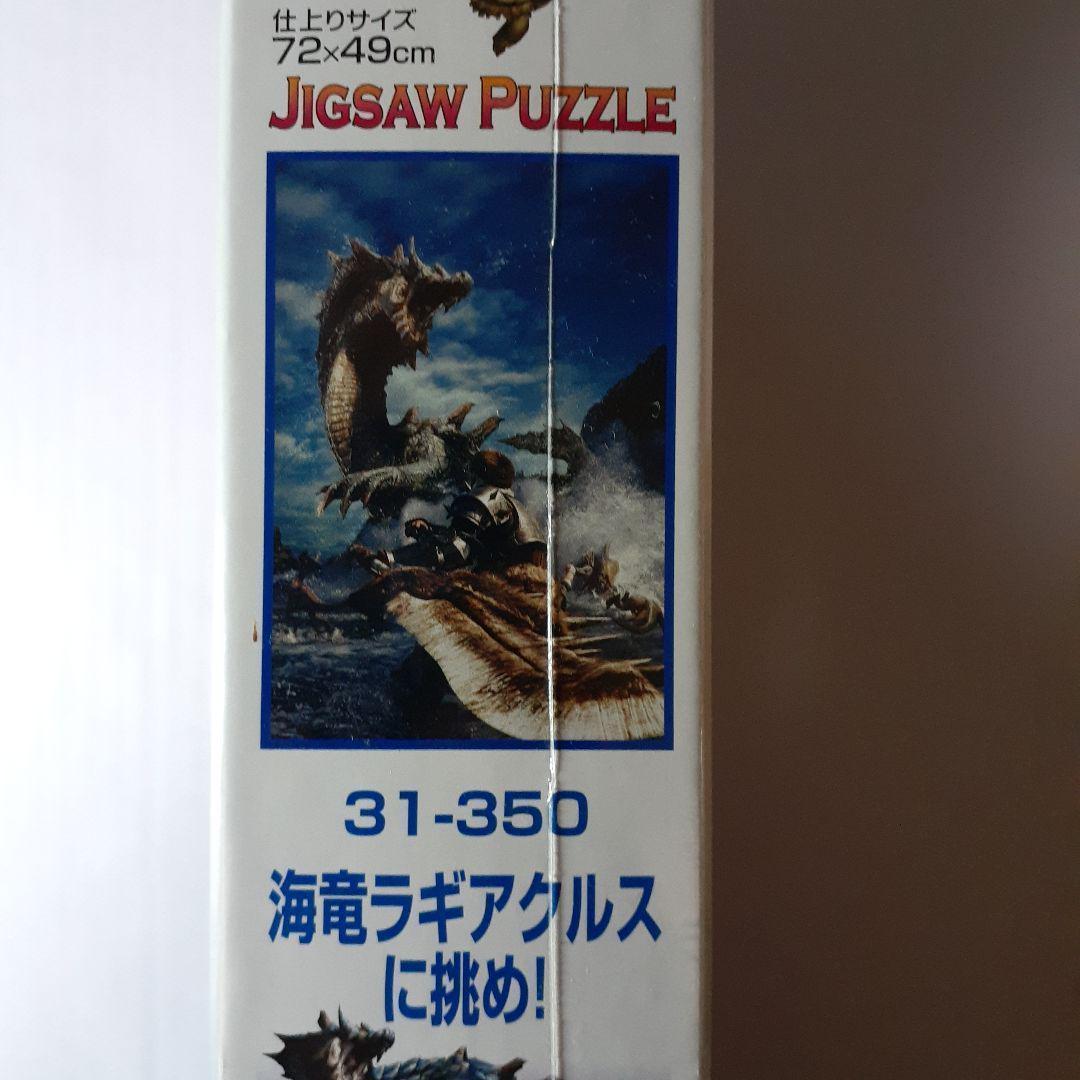 仕上りサイズ
72×49cm
JIGSAW PUZZLE
31-350
海竜ラギアクルス
に挑め!